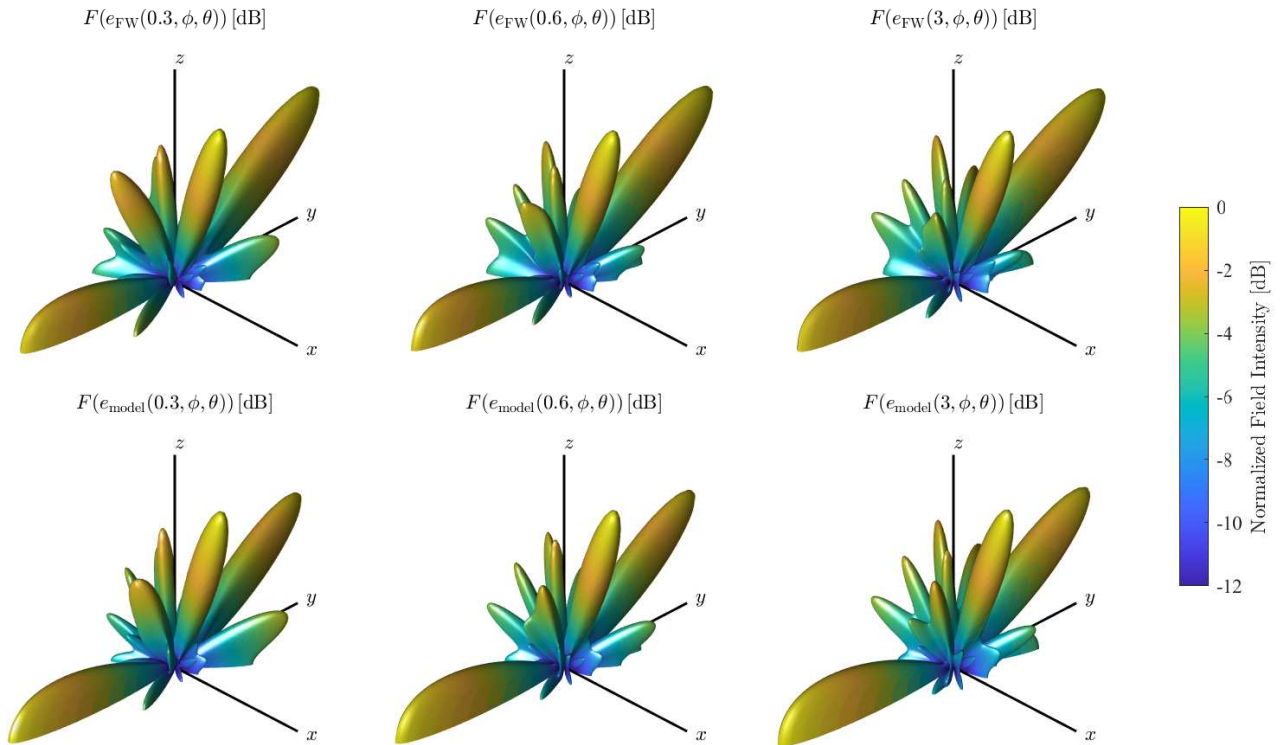 F(e_FW(0.3, ϕ, θ)) [dB]
F(e_FW(0.6, ϕ, θ)) [dB]
F(e_FW(3, ϕ, θ)) [dB]
z
y
x
z
y
x
z
y
x
F(e_model(0.3, ϕ, θ)) [dB]
F(e_model(0.6, ϕ, θ)) [dB]
F(e_model(3, ϕ, θ)) [dB]
z
y
x
z
y
x
z
y
x
0
-2
-4
-6
-8
-10
-12
Normalized Field Intensity [dB]